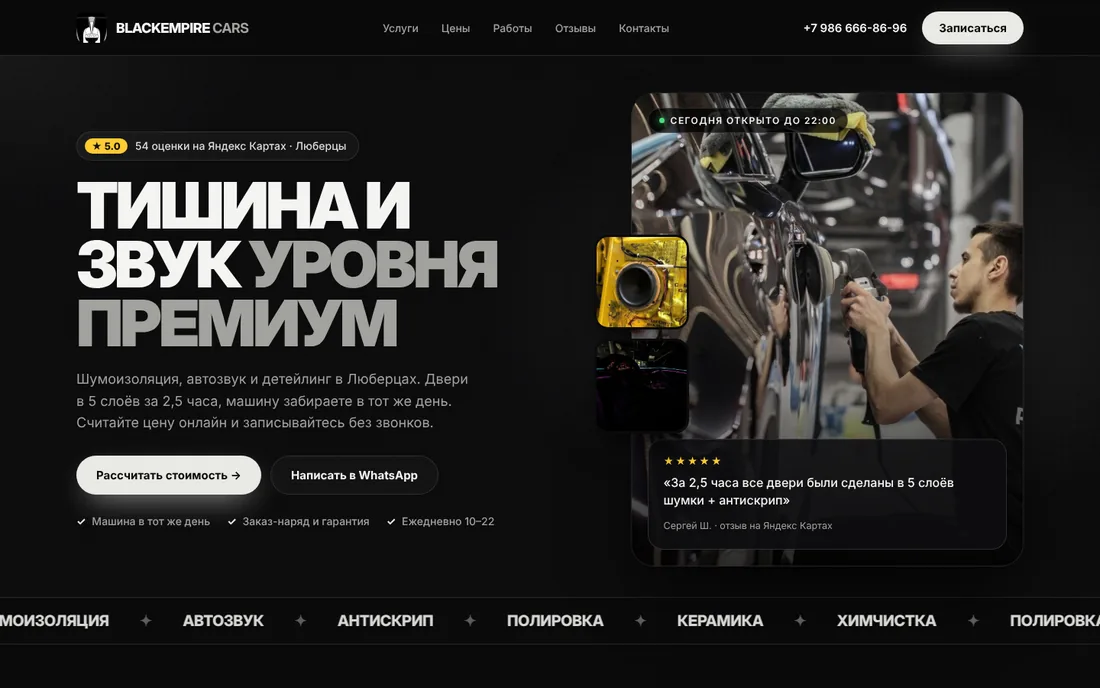 BLACKEMPIRE CARS
Услуги
Цены
Работы
Отзывы
Контакты
+7 986 666-86-96
Записаться
★ 5.0
54 оценки на Яндекс Картах · Люберцы
ТИШИНА И
ЗВУК УРОВНЯ
ПРЕМИУМ
Шумоизоляция, автозвук и детейлинг в Люберцах. Двери
в 5 слоёв за 2,5 часа, машину забираете в тот же день.
Считайте цену онлайн и записывайтесь без звонков.
Рассчитать стоимость →
Написать в WhatsApp
✓ Машина в тот же день
✓ Заказ-наряд и гарантия
✓ Ежедневно 10–22
СЕГОДНЯ ОТКРЫТО ДО 22:00
★★★★★
«За 2,5 часа все двери были сделаны в 5 слоёв
шумки + антискрип»
Сергей Ш. · отзыв на Яндекс Картах
МОИЗОЛЯЦИЯ ✦ АВТОЗВУК ✦ АНТИСКРИП ✦ ПОЛИРОВКА ✦ КЕРАМИКА ✦ ХИМЧИСТКА ✦ ПОЛИРОВКА